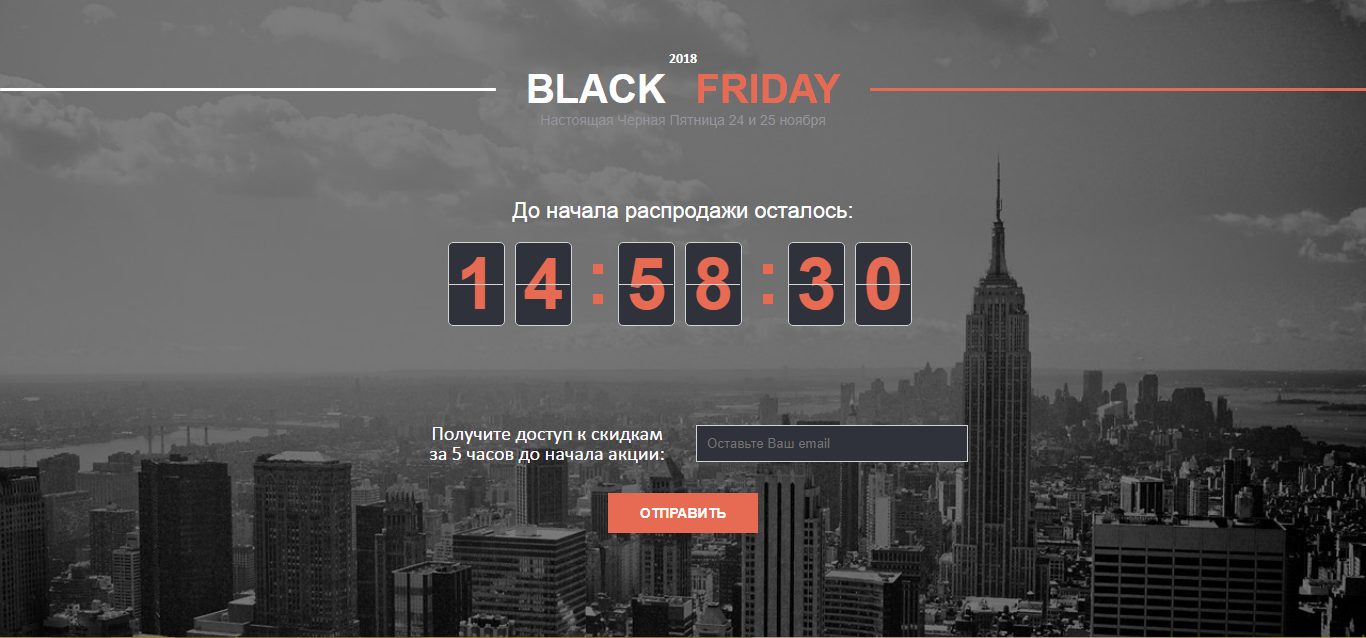 2018
BLACK FRIDAY
Настоящая Черная Пятница 24 и 25 ноября
До начала распродажи осталось:
14:58:30
Получите доступ к скидкам
за 5 часов до начала акции:
Оставьте Ваш email
ОТПРАВИТЬ